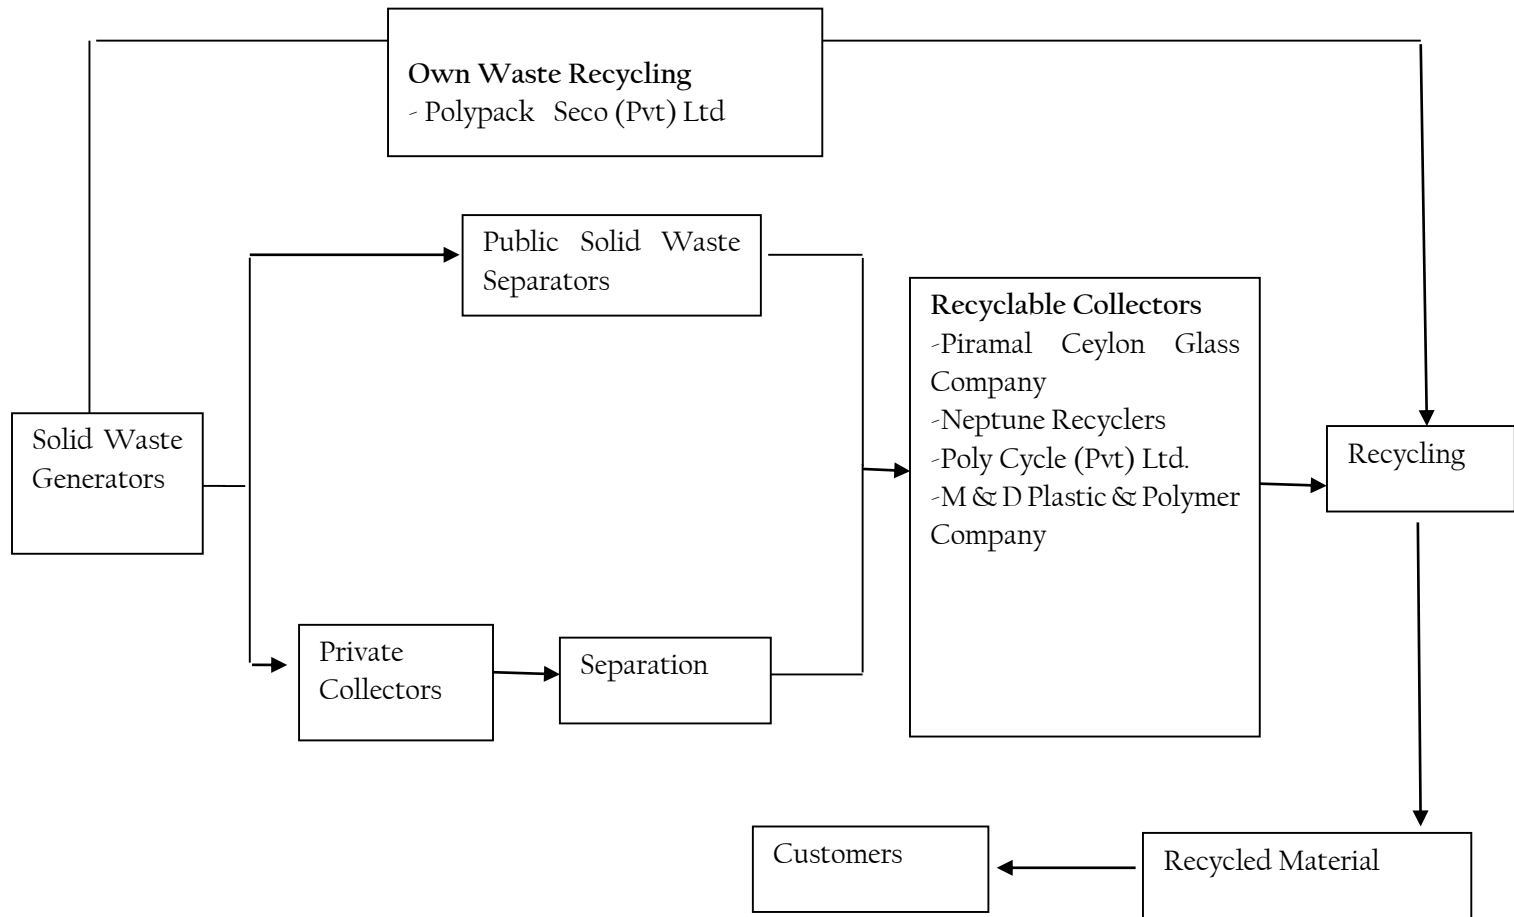 Own Waste Recycling
- Polypack Seco (Pvt) Ltd
Public Solid Waste
Separators
Recyclable Collectors
-Piramal Ceylon Glass
Company
-Neptune Recyclers
-Poly Cycle (Pvt) Ltd.
-M & D Plastic & Polymer
Company
Solid Waste
Generators
Recycling
Private
Collectors
Separation
Customers
Recycled Material